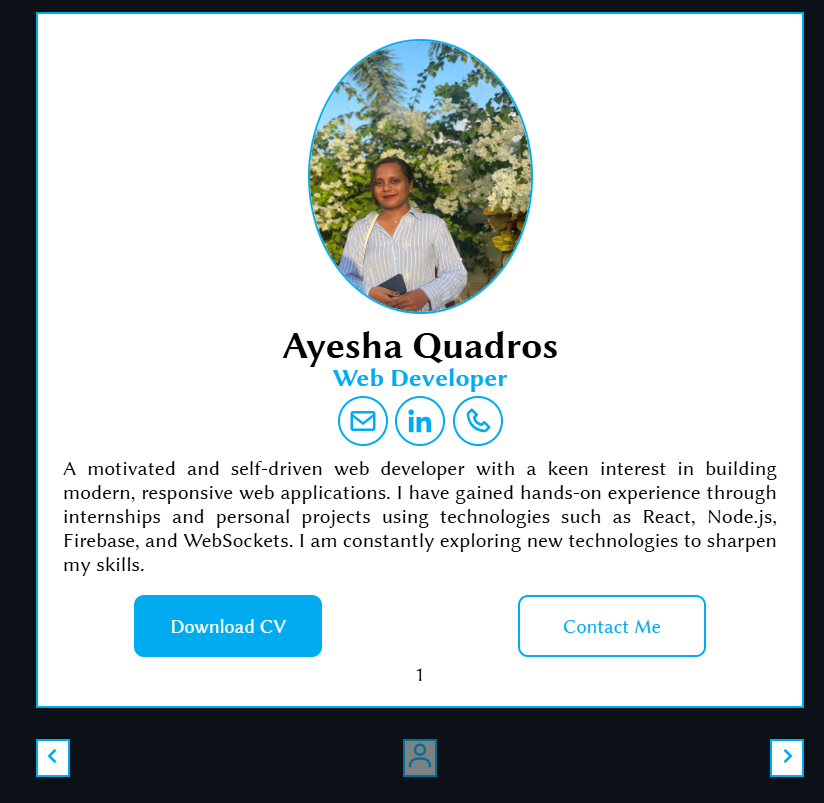 Ayesha Quadros
Web Developer
in
A motivated and self-driven web developer with a keen interest in building
modern, responsive web applications. I have gained hands-on experience through
internships and personal projects using technologies such as React, Node.js,
Firebase, and WebSockets. I am constantly exploring new technologies to sharpen
my skills.
Download CV
Contact Me
1